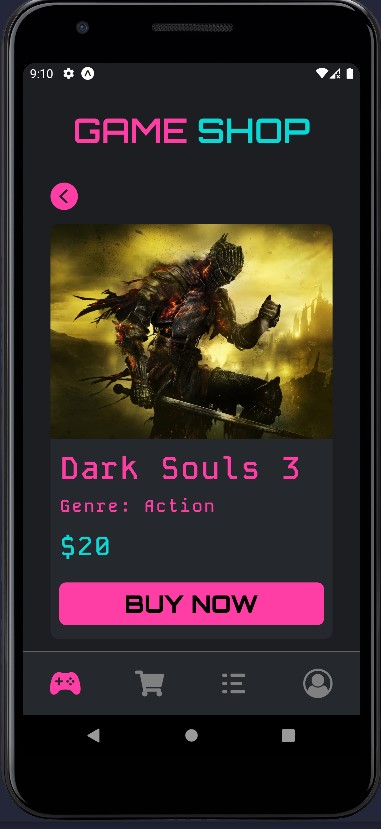 9:10
GAME SHOP
Dark Souls 3
Genre: Action
$20
BUY NOW